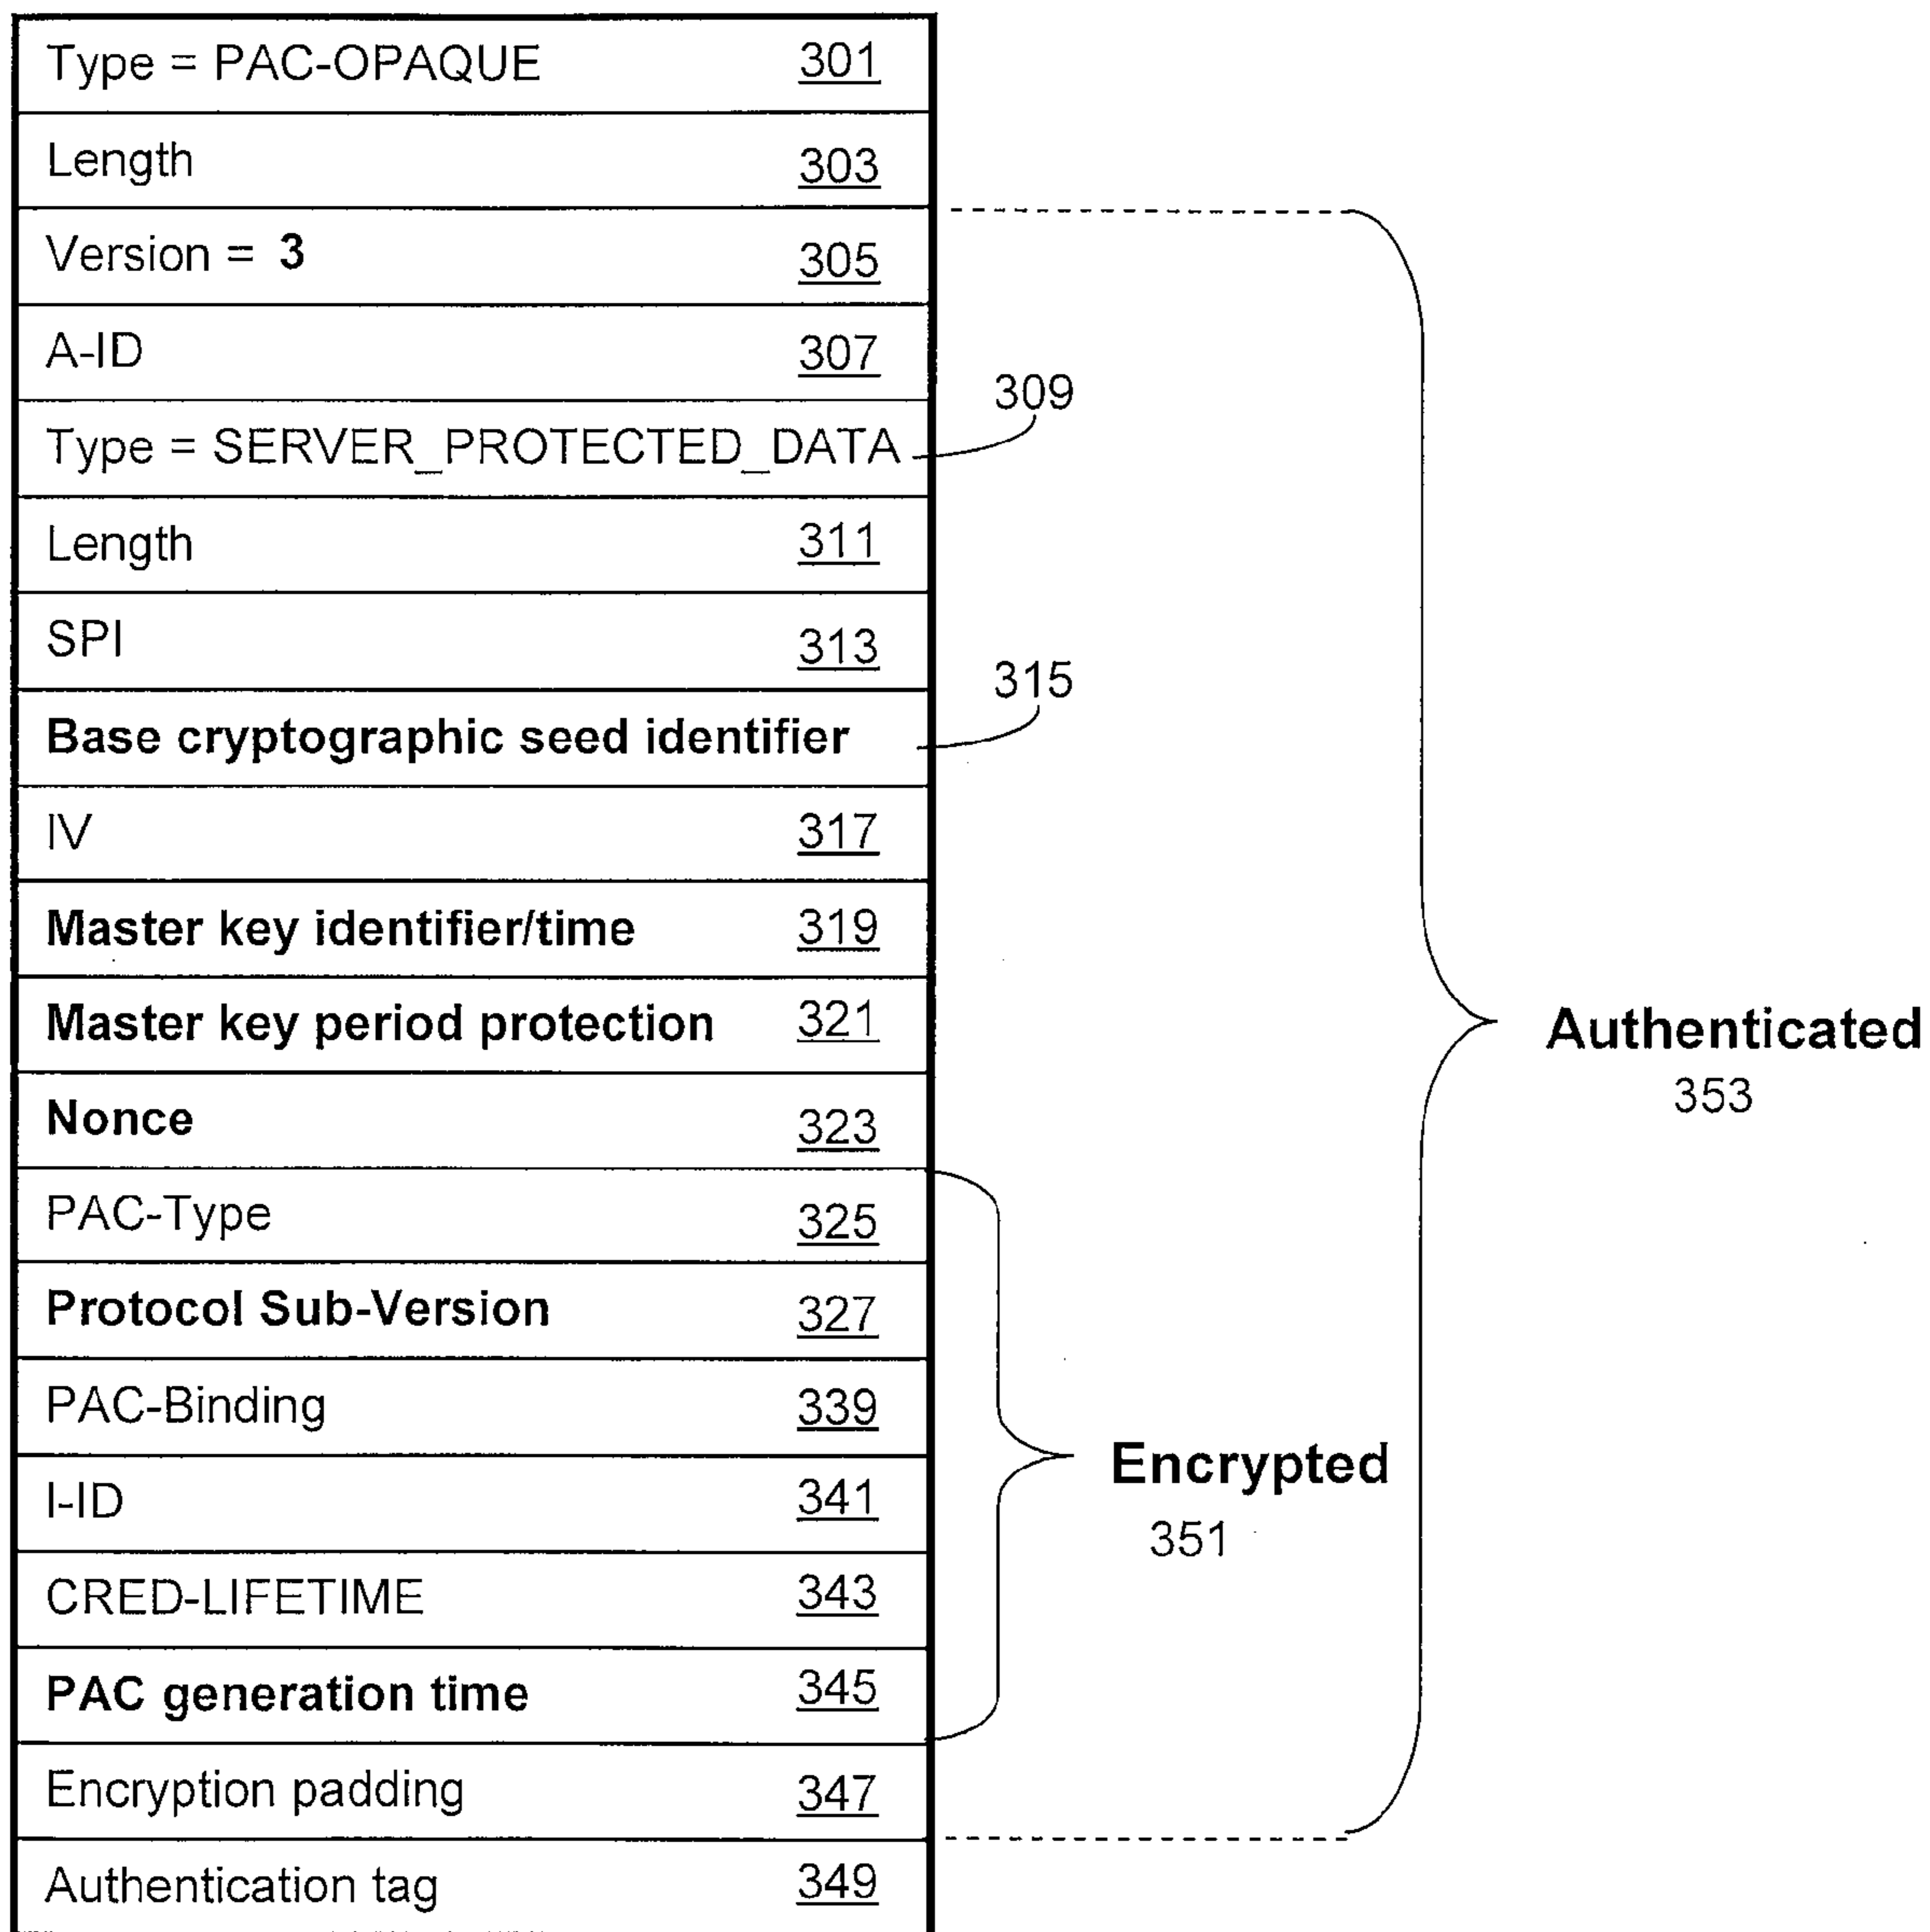 Type = PAC-OPAQUE 301
Length 303
Version = 3 305
A-ID 307
309
Type = SERVER_PROTECTED_DATA
Length 311
SPI 313
315
Base cryptographic seed identifier
IV 317
Master key identifier/time 319
Master key period protection 321
Authenticated
353
Nonce 323
PAC-Type 325
Protocol Sub-Version 327
PAC-Binding 339
Encrypted
351
I-ID 341
CRED-LIFETIME 343
PAC generation time 345
Encryption padding 347
Authentication tag 349